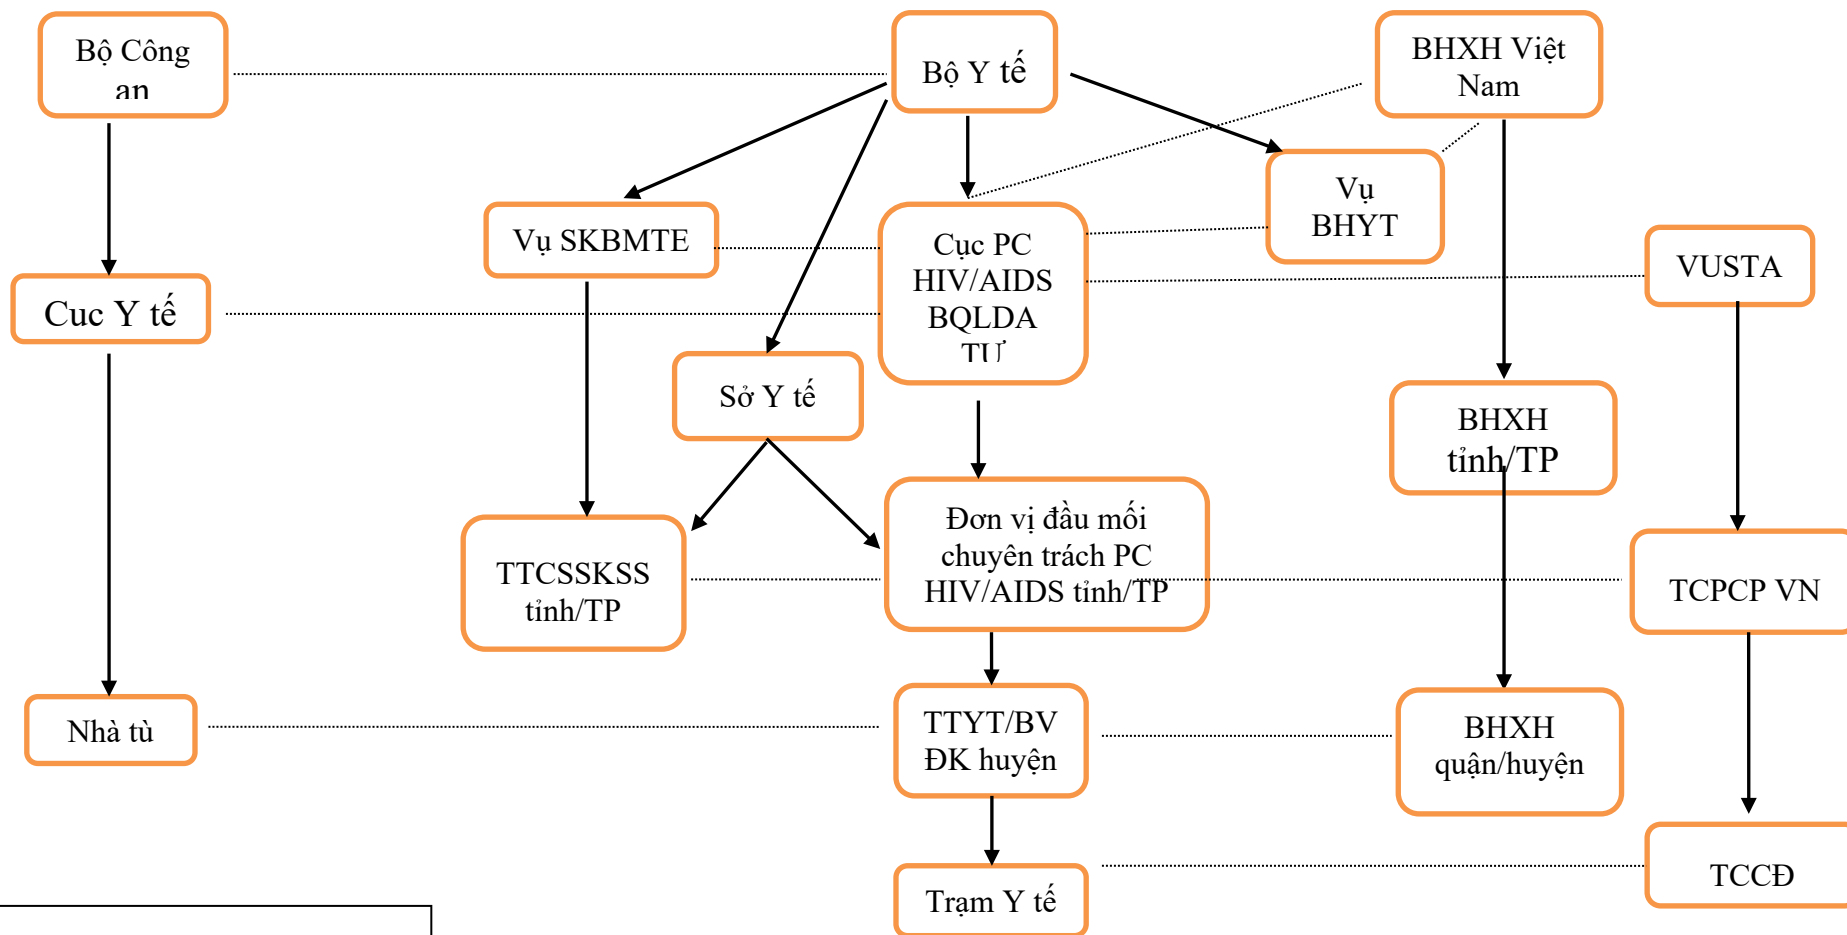 Bộ Công
an
Bộ Y tế
BHXH Việt
Nam
Vụ
BHYT
Vụ SKBMTE
Cục PC
HIV/AIDS
BQLDA
TƯ
VUSTA
Cuc Y tế
Sở Y tế
BHXH
tỉnh/TP
Đơn vị đầu mối
chuyên trách PC
HIV/AIDS tỉnh/TP
TTCSSKSS
tỉnh/TP
TCPCP VN
Nhà tù
TTYT/BV
ĐK huyện
BHXH
quận/huyện
TCCĐ
Trạm Y tế